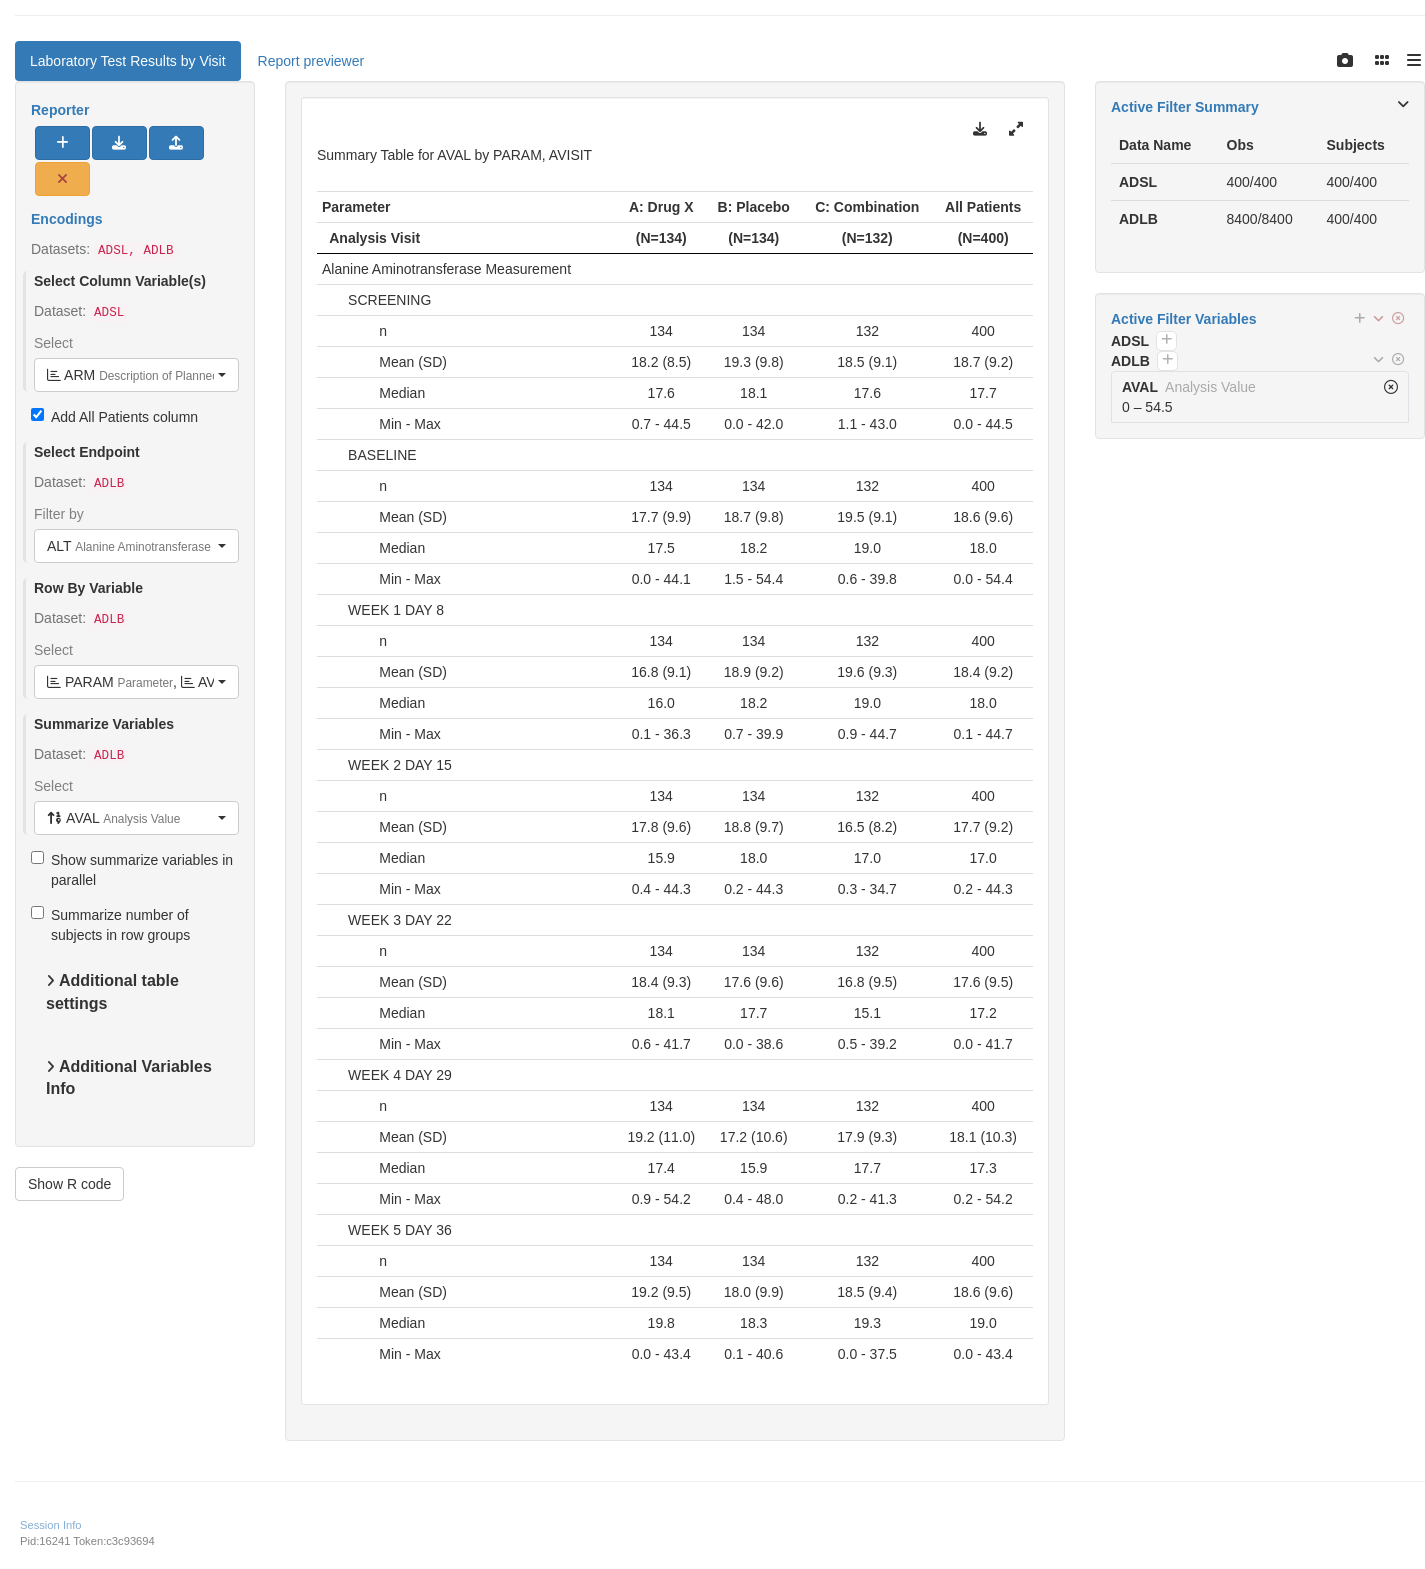 Laboratory Test Results by Visit
Report previewer
Reporter
Encodings
Datasets: ADSL, ADLB
Select Column Variable(s)
Dataset: ADSL
Select
ARM Description of Planned
Add All Patients column
Select Endpoint
Dataset: ADLB
Filter by
ALT Alanine Aminotransferase
Row By Variable
Dataset: ADLB
Select
PARAM Parameter, AV
Summarize Variables
Dataset: ADLB
Select
AVAL Analysis Value
Show summarize variables in
parallel
Summarize number of
subjects in row groups
Additional table
settings
Additional Variables
Info
Show R code
Summary Table for AVAL by PARAM, AVISIT
Parameter A: Drug X B: Placebo C: Combination All Patients
Analysis Visit (N=134) (N=134) (N=132) (N=400)
Alanine Aminotransferase Measurement
SCREENING
n 134 134 132 400
Mean (SD) 18.2 (8.5) 19.3 (9.8) 18.5 (9.1) 18.7 (9.2)
Median 17.6 18.1 17.6 17.7
Min - Max 0.7 - 44.5 0.0 - 42.0 1.1 - 43.0 0.0 - 44.5
BASELINE
n 134 134 132 400
Mean (SD) 17.7 (9.9) 18.7 (9.8) 19.5 (9.1) 18.6 (9.6)
Median 17.5 18.2 19.0 18.0
Min - Max 0.0 - 44.1 1.5 - 54.4 0.6 - 39.8 0.0 - 54.4
WEEK 1 DAY 8
n 134 134 132 400
Mean (SD) 16.8 (9.1) 18.9 (9.2) 19.6 (9.3) 18.4 (9.2)
Median 16.0 18.2 19.0 18.0
Min - Max 0.1 - 36.3 0.7 - 39.9 0.9 - 44.7 0.1 - 44.7
WEEK 2 DAY 15
n 134 134 132 400
Mean (SD) 17.8 (9.6) 18.8 (9.7) 16.5 (8.2) 17.7 (9.2)
Median 15.9 18.0 17.0 17.0
Min - Max 0.4 - 44.3 0.2 - 44.3 0.3 - 34.7 0.2 - 44.3
WEEK 3 DAY 22
n 134 134 132 400
Mean (SD) 18.4 (9.3) 17.6 (9.6) 16.8 (9.5) 17.6 (9.5)
Median 18.1 17.7 15.1 17.2
Min - Max 0.6 - 41.7 0.0 - 38.6 0.5 - 39.2 0.0 - 41.7
WEEK 4 DAY 29
n 134 134 132 400
Mean (SD) 19.2 (11.0) 17.2 (10.6) 17.9 (9.3) 18.1 (10.3)
Median 17.4 15.9 17.7 17.3
Min - Max 0.9 - 54.2 0.4 - 48.0 0.2 - 41.3 0.2 - 54.2
WEEK 5 DAY 36
n 134 134 132 400
Mean (SD) 19.2 (9.5) 18.0 (9.9) 18.5 (9.4) 18.6 (9.6)
Median 19.8 18.3 19.3 19.0
Min - Max 0.0 - 43.4 0.1 - 40.6 0.0 - 37.5 0.0 - 43.4
Active Filter Summary
Data Name Obs Subjects
ADSL 400/400 400/400
ADLB 8400/8400 400/400
Active Filter Variables
ADSL
ADLB
AVAL Analysis Value
0 – 54.5
Session Info
Pid:16241 Token:c3c93694